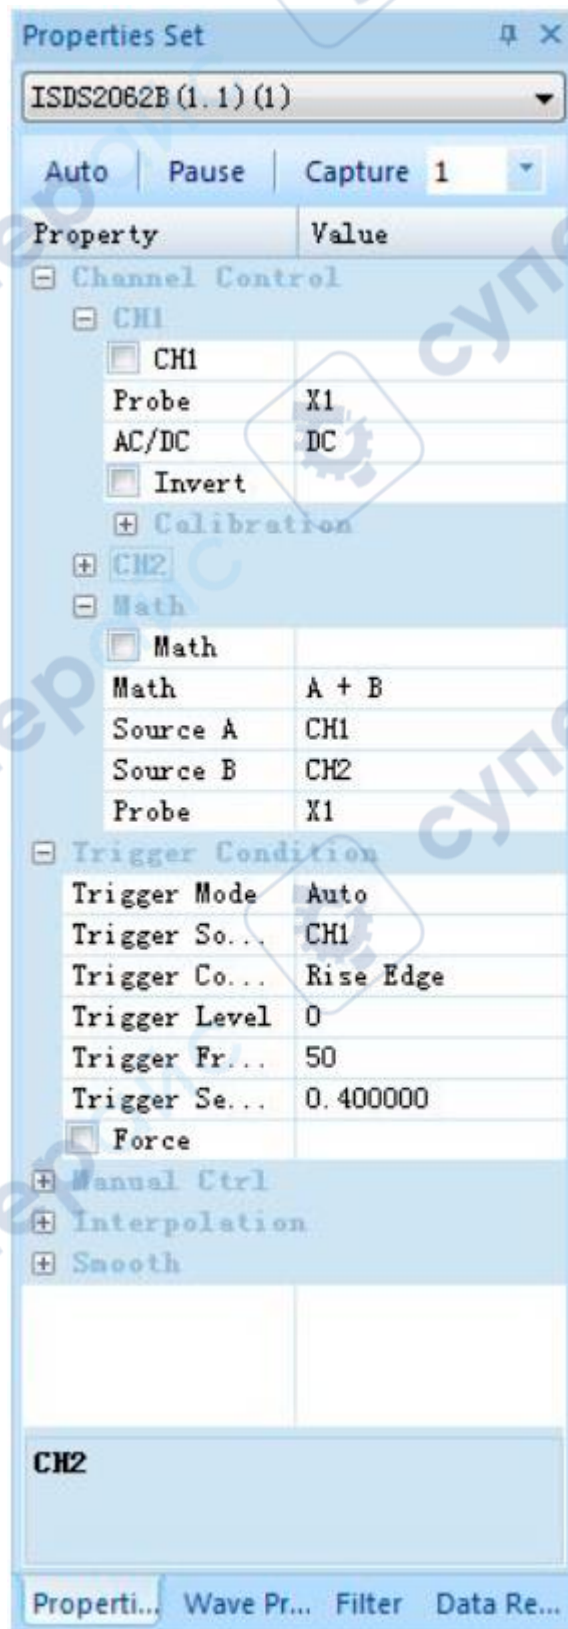 Properties Set
ISDS2062B(1.1)(1)
Auto Pause Capture 1
Property Value
Channel Control
CH1
CH1
Probe X1
AC/DC DC
Invert
Calibration
CH2
Math
Math
Math A + B
Source A CH1
Source B CH2
Probe X1
Trigger Condition
Trigger Mode Auto
Trigger So... CH1
Trigger Co... Rise Edge
Trigger Level 0
Trigger Fr... 50
Trigger Se... 0.400000
Force
Manual Ctrl
Interpolation
Smooth
CH2
Properti... Wave Pr... Filter Data Re...